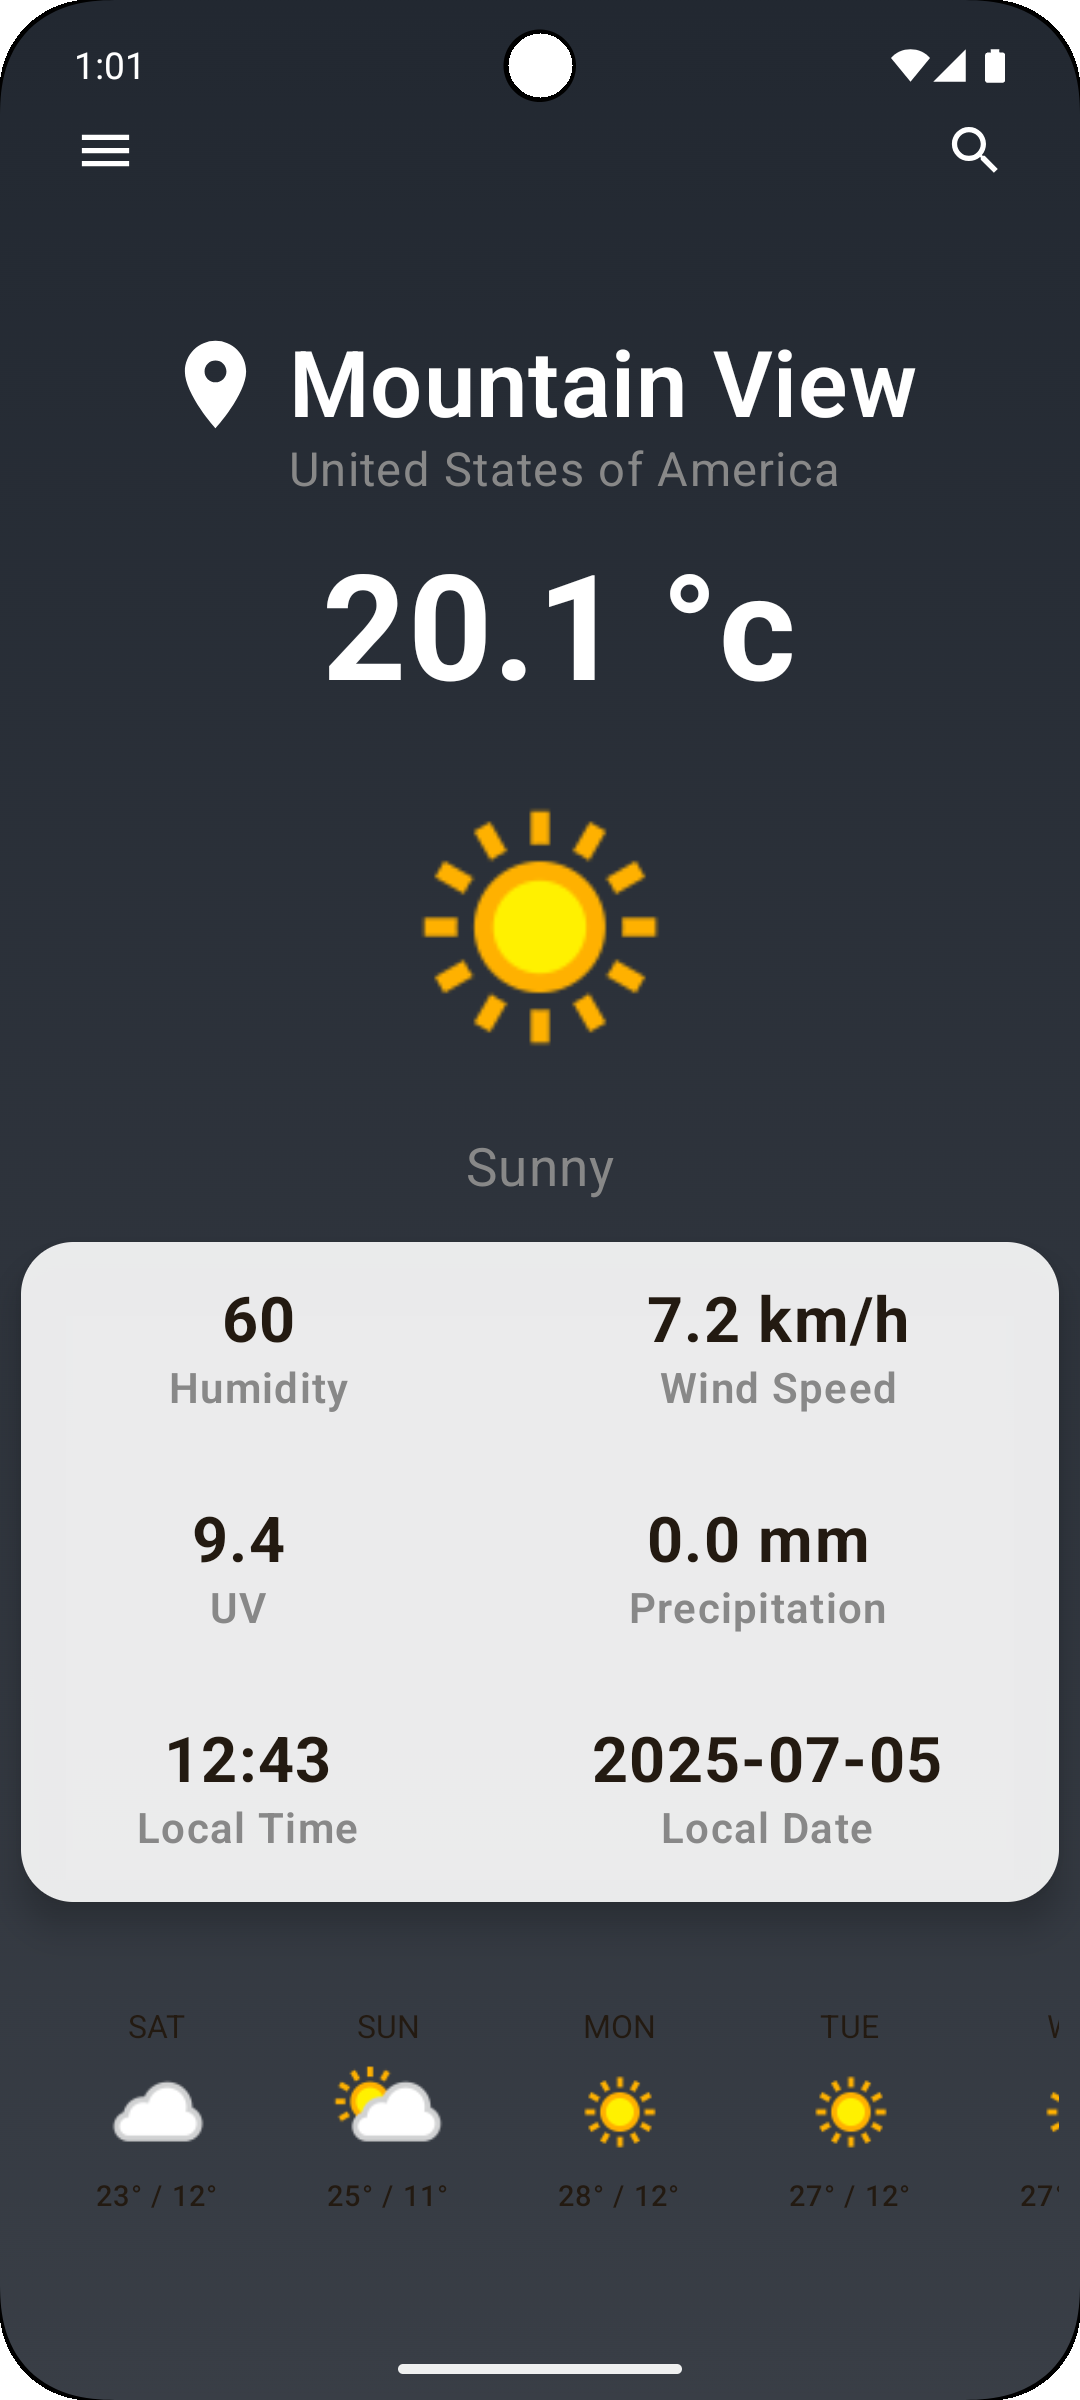 1:01
Mountain View
United States of America
20.1 °c
Sunny
60 7.2 km/h
Humidity Wind Speed
9.4 0.0 mm
UV Precipitation
12:43 2025-07-05
Local Time Local Date
SAT SUN MON TUE
23° / 12° 25° / 11° 28° / 12° 27° / 12° 27°